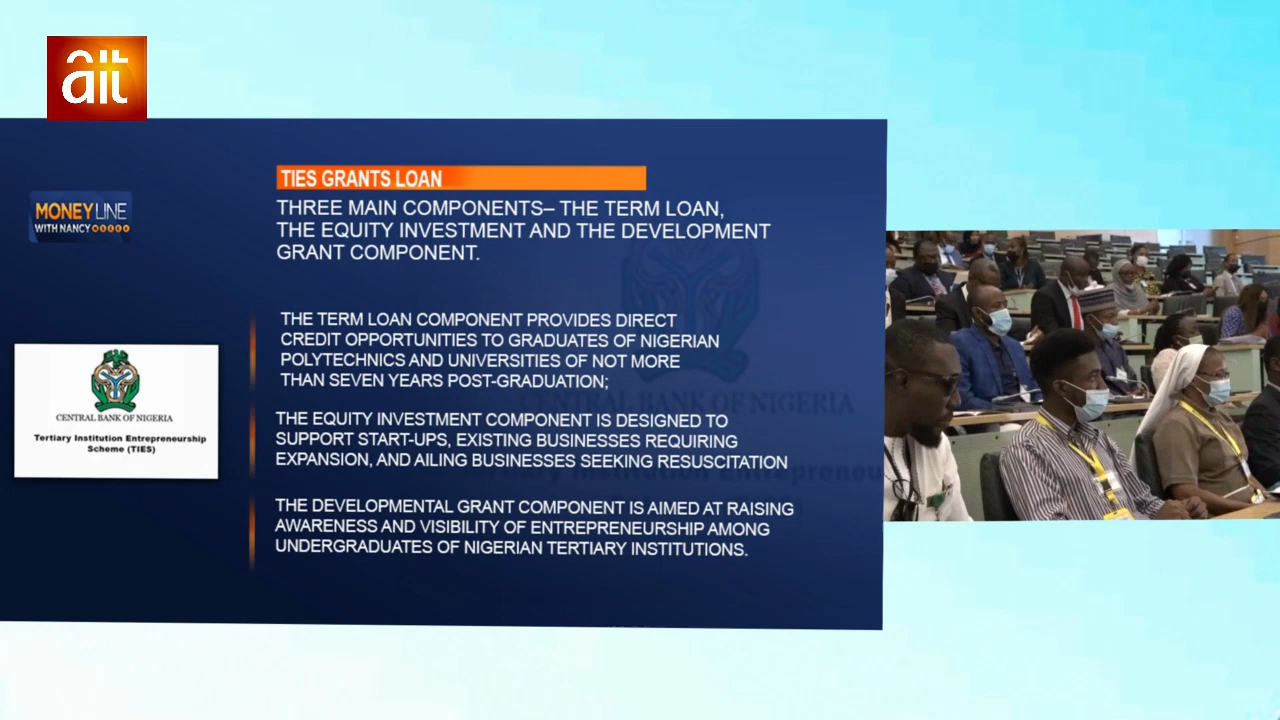 ait
TIES GRANTS LOAN
THREE MAIN COMPONENTS– THE TERM LOAN,
THE EQUITY INVESTMENT AND THE DEVELOPMENT
GRANT COMPONENT.
MONEYLINE
WITH NANCY
THE TERM LOAN COMPONENT PROVIDES DIRECT
CREDIT OPPORTUNITIES TO GRADUATES OF NIGERIAN
POLYTECHNICS AND UNIVERSITIES OF NOT MORE
THAN SEVEN YEARS POST-GRADUATION;
CENTRAL BANK OF NIGERIA
Tertiary Institution Entrepreneurship
Scheme (TIES)
THE EQUITY INVESTMENT COMPONENT IS DESIGNED TO
SUPPORT START-UPS, EXISTING BUSINESSES REQUIRING
EXPANSION, AND AILING BUSINESSES SEEKING RESUSCITATION
THE DEVELOPMENTAL GRANT COMPONENT IS AIMED AT RAISING
AWARENESS AND VISIBILITY OF ENTREPRENEURSHIP AMONG
UNDERGRADUATES OF NIGERIAN TERTIARY INSTITUTIONS.